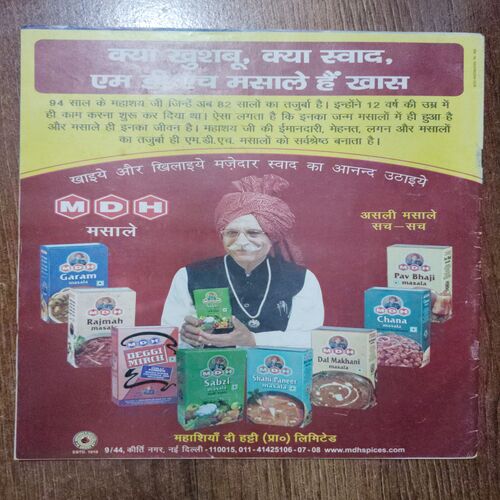 क्या खुशबू, क्या स्वाद,
एम डी एच मसाले हैं खास
94 साल के महाशय जी जिन्हें अब 82 सालों का तजुर्बा है। इन्होंने 12 वर्ष की उम्र में
ही काम करना शुरू कर दिया था। ऐसा लगता है कि इनका जन्म मसालों में ही हुआ है
और मसाले ही इनका जीवन है। महाशय जी की ईमानदारी, मेहनत, लगन और मसालों
का तजुर्बा ही एम.डी.एच. मसालों को सर्वश्रेष्ठ बनाता है।
खाइये और खिलाइये मज़ेदार स्वाद का आनन्द उठाइये
MDH
मसाले
असली मसाले
सच-सच
MDH
Garam
masala
MDH
Rajmah
masala
MDH
DEGGI
MIRCH
MDH
Sabzi
masala
MDH
Shahi Paneer
masala
MDH
Dal Makhani
masala
MDH
Chana
masala
MDH
Pav Bhaji
masala
महाशियाँ दी हट्टी (प्रा०) लिमिटेड
ESTD. 1919
9/44, कीर्ति नगर, नई दिल्ली -110015, 011-41425106-07-08 www.mdhspices.com